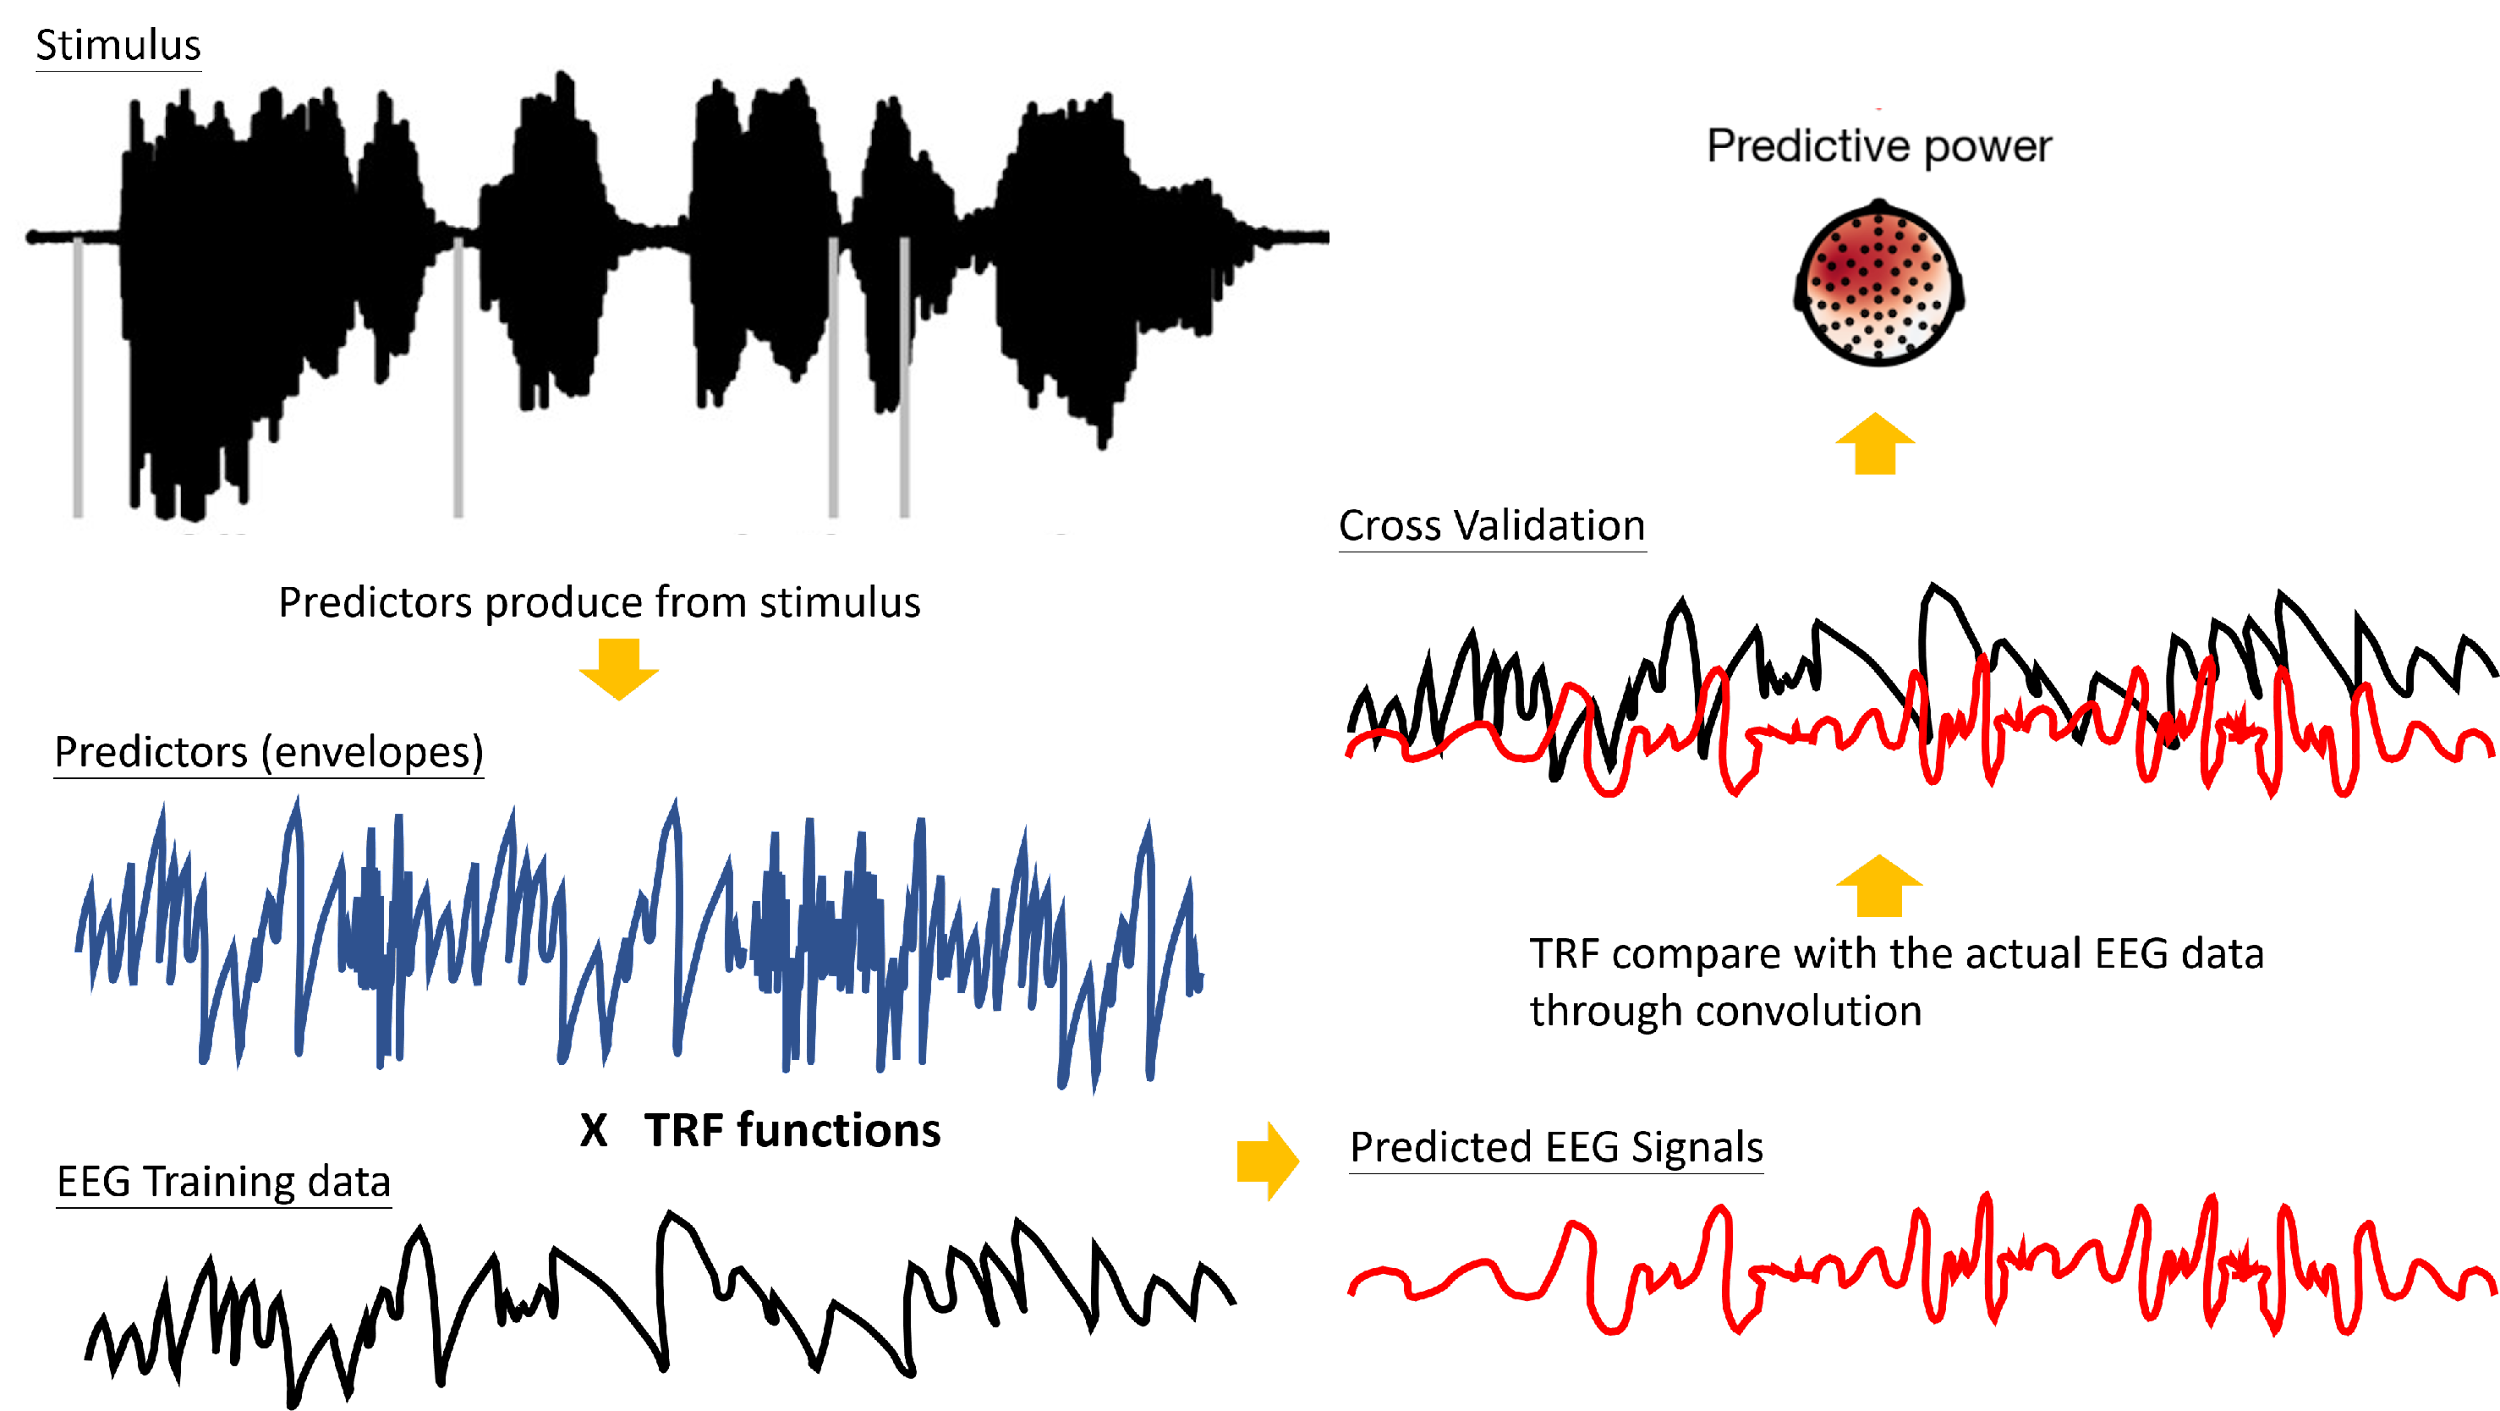 Stimulus
Predictors produce from stimulus
Predictors (envelopes)
X TRF functions
EEG Training data
Predicted EEG Signals
TRF compare with the actual EEG data
through convolution
Cross Validation
Predictive power